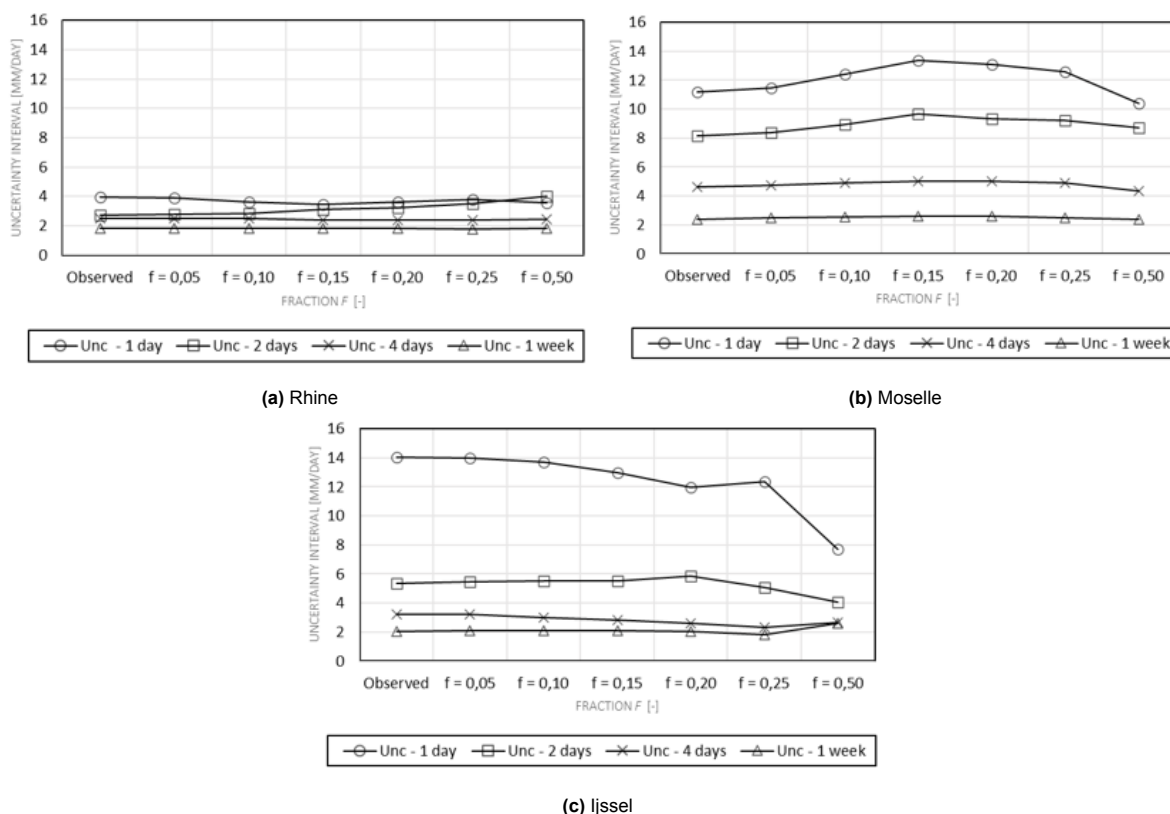 UNCERTAINTY INTERVAL [MM/DAY]
16
14
12
10
8
6
4
2
0
Observed f = 0,05 f = 0,10 f = 0,15 f = 0,20 f = 0,25 f = 0,50
FRACTION F [-]
Unc - 1 day Unc - 2 days Unc - 4 days Unc - 1 week
(a) Rhine
UNCERTAINTY INTERVAL [MM/DAY]
16
14
12
10
8
6
4
2
0
Observed f = 0,05 f = 0,10 f = 0,15 f = 0,20 f = 0,25 f = 0,50
FRACTION F [-]
Unc - 1 day Unc - 2 days Unc - 4 days Unc - 1 week
(b) Moselle
UNCERTAINTY INTERVAL [MM/DAY]
16
14
12
10
8
6
4
2
0
Observed f = 0,05 f = 0,10 f = 0,15 f = 0,20 f = 0,25 f = 0,50
FRACTION F [-]
Unc - 1 day Unc - 2 days Unc - 4 days Unc - 1 week
(c) Ijssel